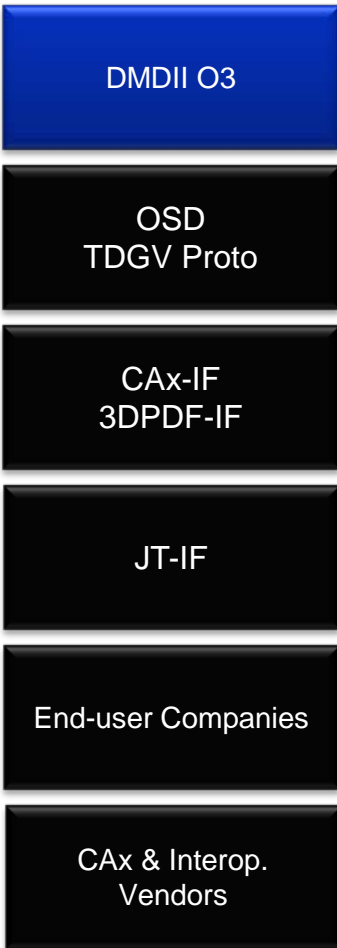 DMDII O3
OSD
TDGV Proto
CAx-IF
3DPDF-IF
JT-IF
End-user Companies
CAx & Interop.
Vendors